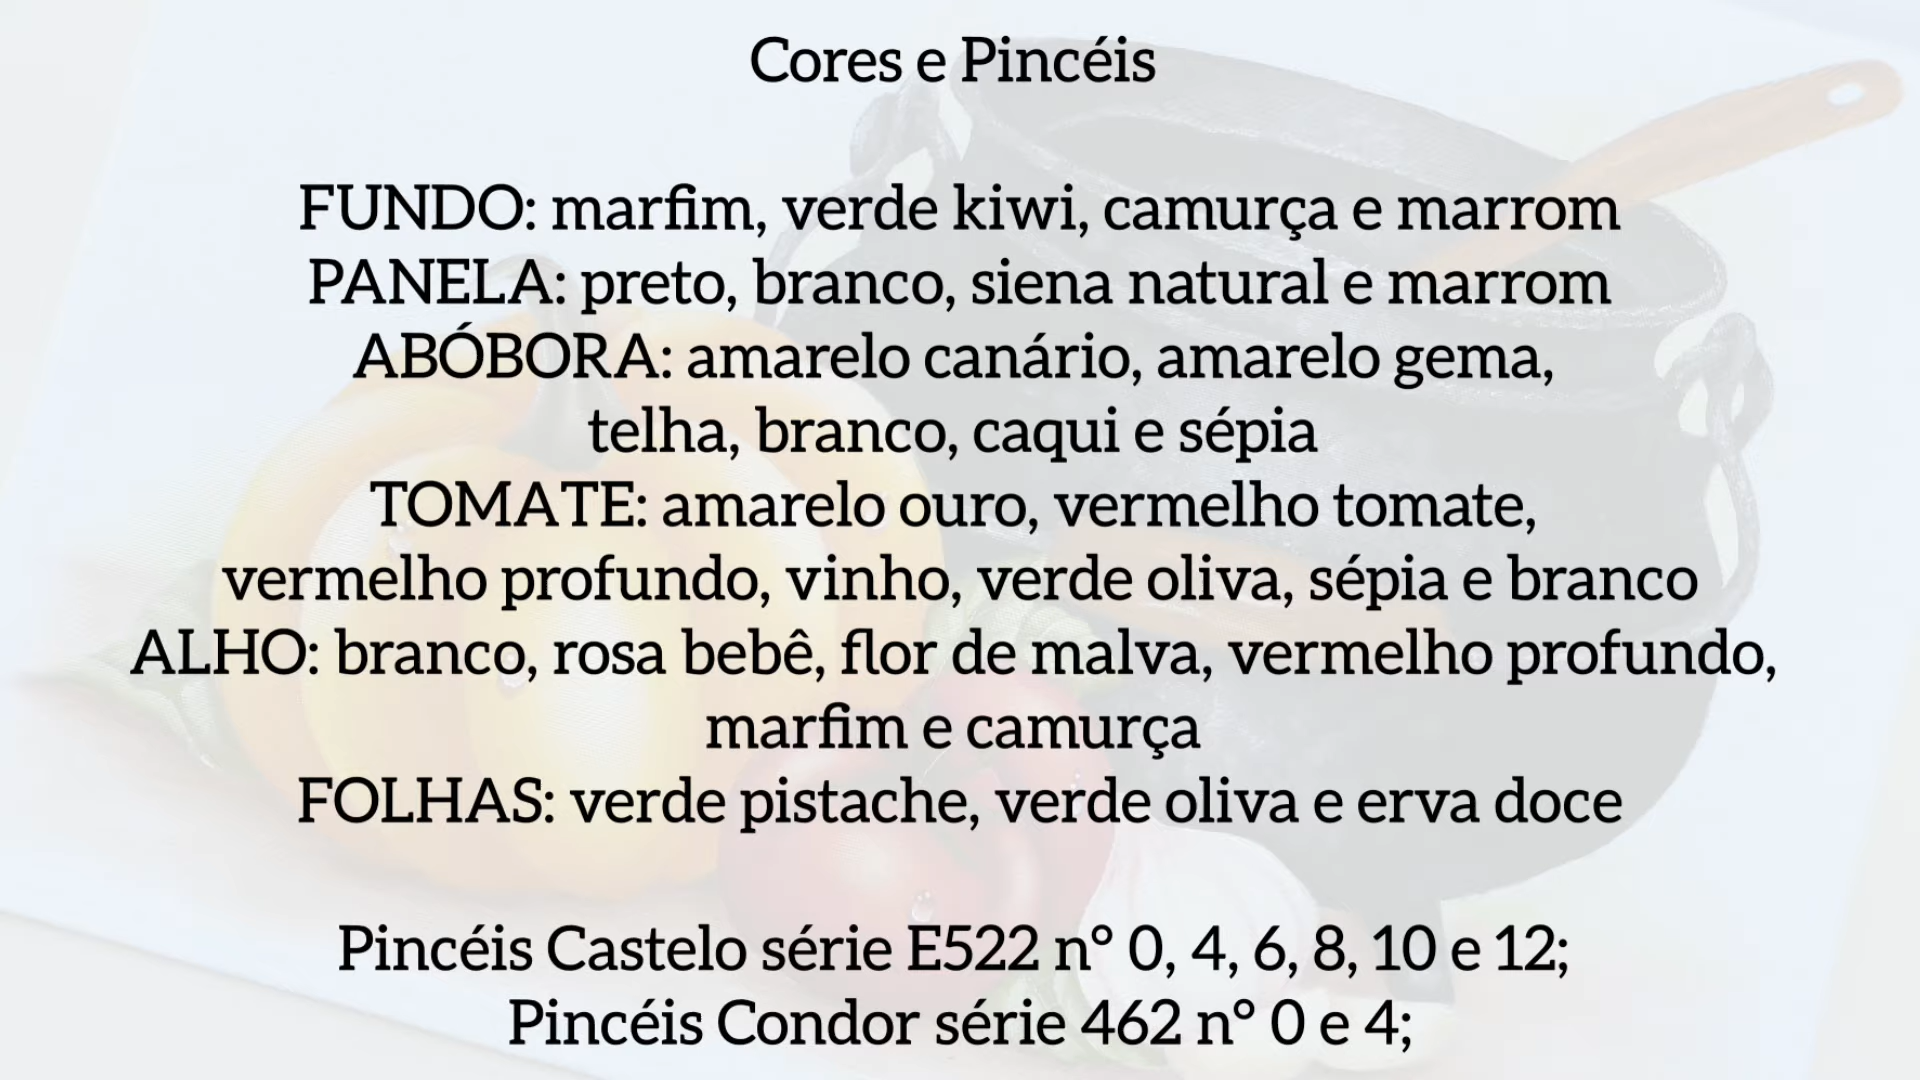 Cores e Pincéis
FUNDO: marfim, verde kiwi, camurça e marrom
PANELA: preto, branco, siena natural e marrom
ABÓBORA: amarelo canário, amarelo gema,
telha, branco, caqui e sépia
TOMATE: amarelo ouro, vermelho tomate,
vermelho profundo, vinho, verde oliva, sépia e branco
ALHO: branco, rosa bebê, flor de malva, vermelho profundo,
marfim e camurça
FOLHAS: verde pistache, verde oliva e erva doce
Pincéis Castelo série E522 n° 0, 4, 6, 8, 10 e 12;
Pincéis Condor série 462 n° 0 e 4;